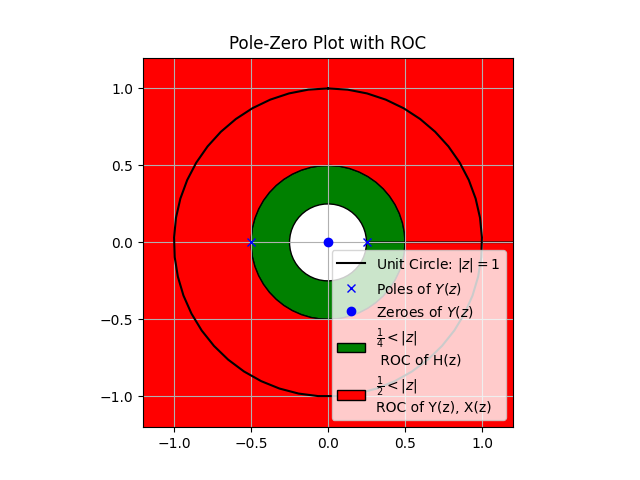 Pole-Zero Plot with ROC
1.0
0.5
0.0
−0.5
−1.0
−1.0
−0.5
0.0
0.5
1.0
Unit Circle: |z| = 1
Poles of Y(z)
Zeroes of Y(z)
1/4 < |z|
ROC of H(z)
1/2 < |z|
ROC of Y(z), X(z)